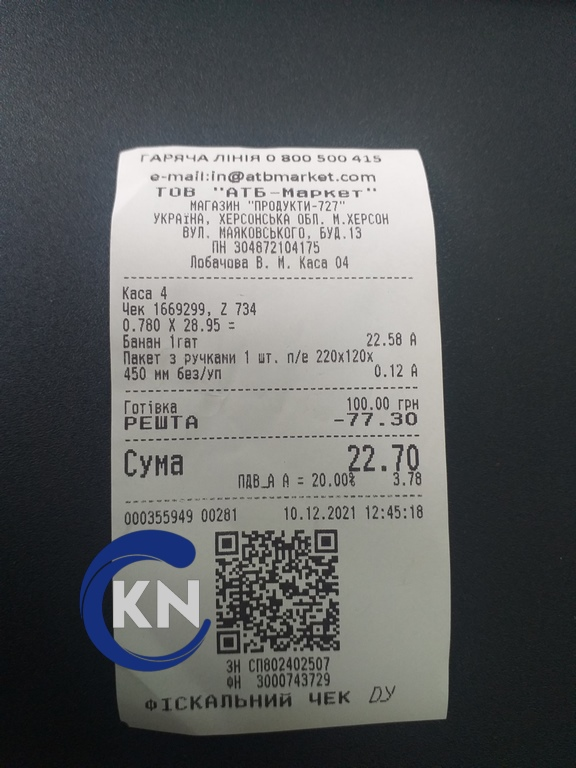 ГАРЯЧА ЛІНІЯ 0 800 500 415
e-mail:in@atbmarket.com
ТОВ "АТБ-Маркет"
МАГАЗИН "ПРОДУКТИ-727"
УКРАЇНА, ХЕРСОНСЬКА ОБЛ. М.ХЕРСОН
ВУЛ. МАЯКОВСЬКОГО, БУД.13
ПН 304872104175
Лобачова В. М. Каса 04
Каса 4
Чек 1669299, Z 734
0.780 X 28.95 =
Банан 1гат 22.58 А
Пакет з ручками 1 шт. п/е 220х120х
450 мм без/уп 0.12 А
Готівка 100.00 грн
РЕШТА -77.30
Сума 22.70
ПДВ_А А = 20.00% 3.78
000355949 00281 10.12.2021 12:45:18
KN
ЗН СП802402507
ФН 3000743729
ФІСКАЛЬНИЙ ЧЕК